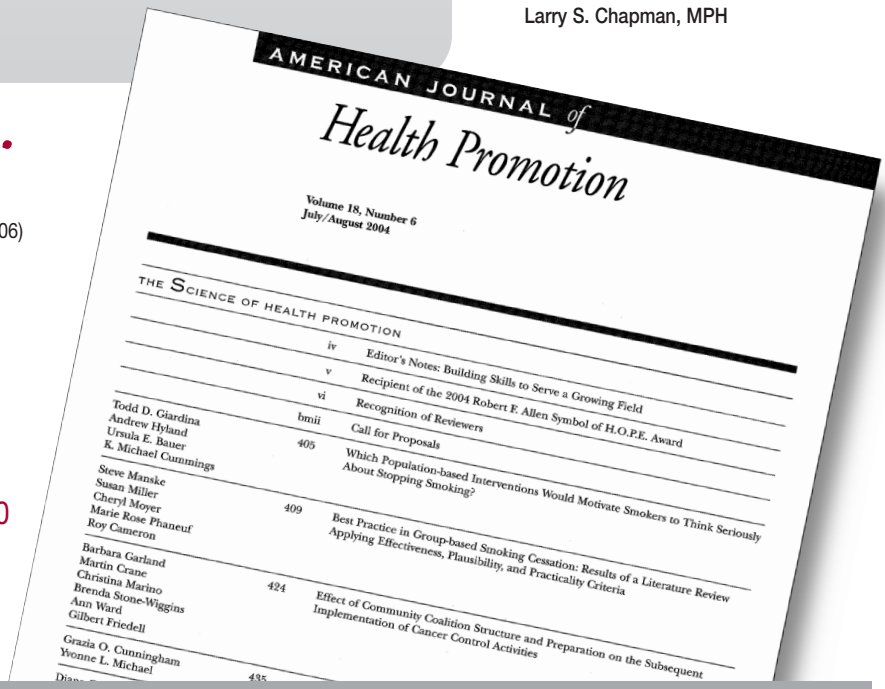 Larry S. Chapman, MPH
AMERICAN JOURNAL of
Health Promotion
06)
Volume 18, Number 6
July/August 2004
THE SCIENCE OF HEALTH PROMOTION
iv Editor's Notes: Building Skills to Serve a Growing Field
v Recipient of the 2004 Robert F. Allen Symbol of H.O.P.E. Award
vi Recognition of Reviewers
bmii Call for Proposals
Todd D. Giardina
Andrew Hyland
Ursula E. Bauer
K. Michael Cummings
405 Which Population-based Interventions Would Motivate Smokers to Think Seriously
About Stopping Smoking?
0
Steve Manske
Susan Miller
Cheryl Moyer
Marie Rose Phaneuf
Roy Cameron
409 Best Practice in Group-based Smoking Cessation: Results of a Literature Review
Applying Effectiveness, Plausibility, and Practicality Criteria
Barbara Garland
Martin Crane
Christina Marino
Brenda Stone-Wiggins
Ann Ward
Gilbert Friedell
424 Effect of Community Coalition Structure and Preparation on the Subsequent
Implementation of Cancer Control Activities
Grazia O. Cunningham
Yvonne L. Michael
435